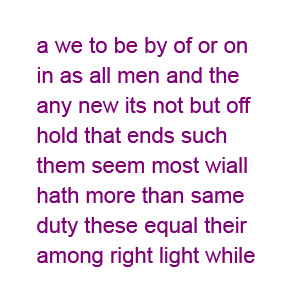 a we to be by of or on
in as all men and the
any new its not but off
hold that ends such
them seem most wiall
hath more than same
duty these equal their
among right light while